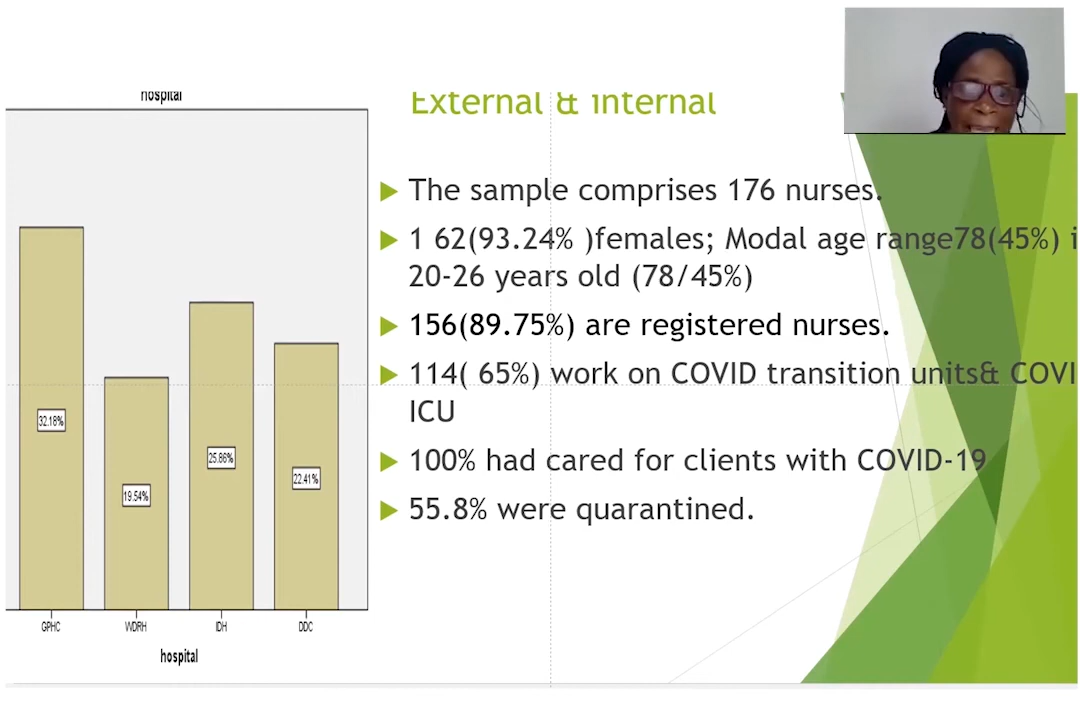 hospital
External & internal
The sample comprises 176 nurses.
1 62(93.24% )females; Modal age range78(45%) i
20-26 years old (78/45%)
156(89.75%) are registered nurses.
114( 65%) work on COVID transition units& COVI
ICU
100% had cared for clients with COVID-19
55.8% were quarantined.
32.18%
19.54%
25.86%
22.41%
GPHC
WDRH
IDH
DDC
hospital